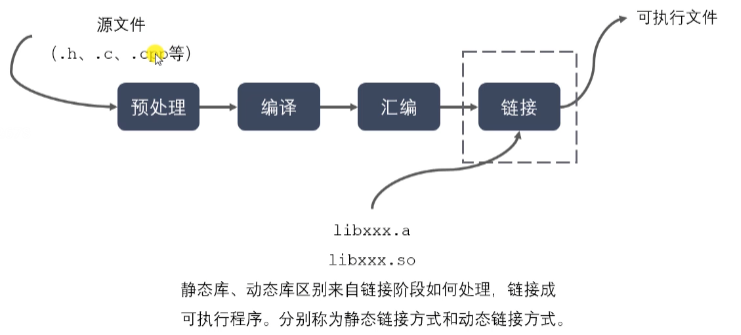 源文件
(.h、.c、.cpp等)
可执行文件
预处理
编译
汇编
链接
libxxx.a
libxxx.so
静态库、动态库区别来自链接阶段如何处理，链接成
可执行程序。分别称为静态链接方式和动态链接方式。